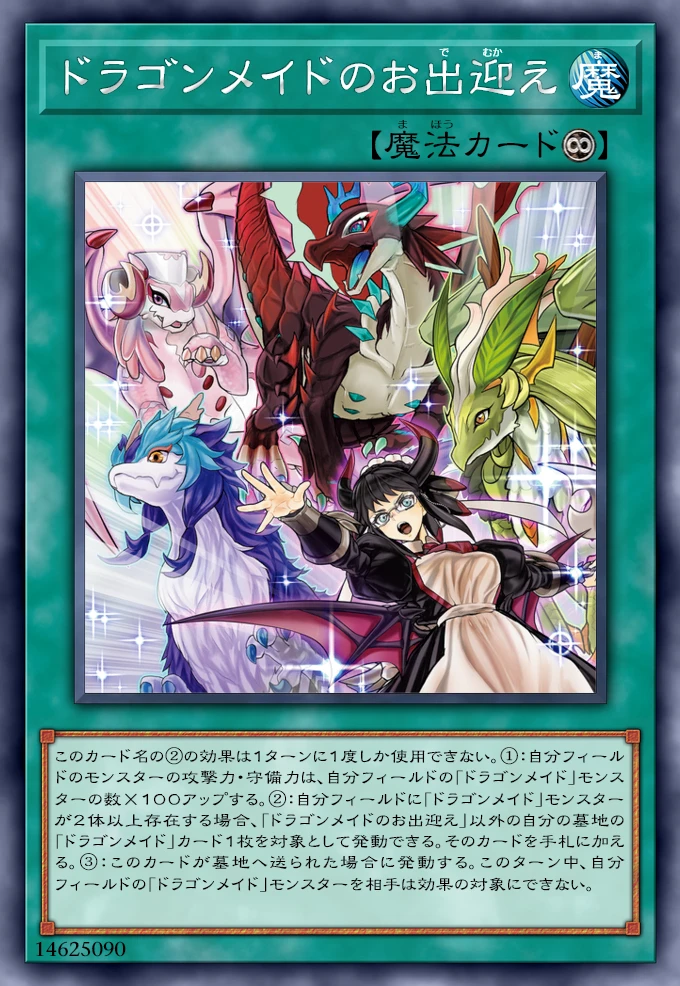 ドラゴンメイドのお出迎え 魔
【魔法カード】
このカード名の②の効果は1ターンに1度しか使用できない。①:自分フィール
ドのモンスターの攻撃力・守備力は、自分フィールドの「ドラゴンメイド」モンス
ターの数×100アップする。②:自分フィールドに「ドラゴンメイド」モンスター
が2体以上存在する場合、「ドラゴンメイドのお出迎え」以外の自分の墓地の
「ドラゴンメイド」カード1枚を対象として発動できる。そのカードを手札に加え
る。③:このカードが墓地へ送られた場合に発動する。このターン中、自分
フィールドの「ドラゴンメイド」モンスターを相手は効果の対象にできない。
14625090